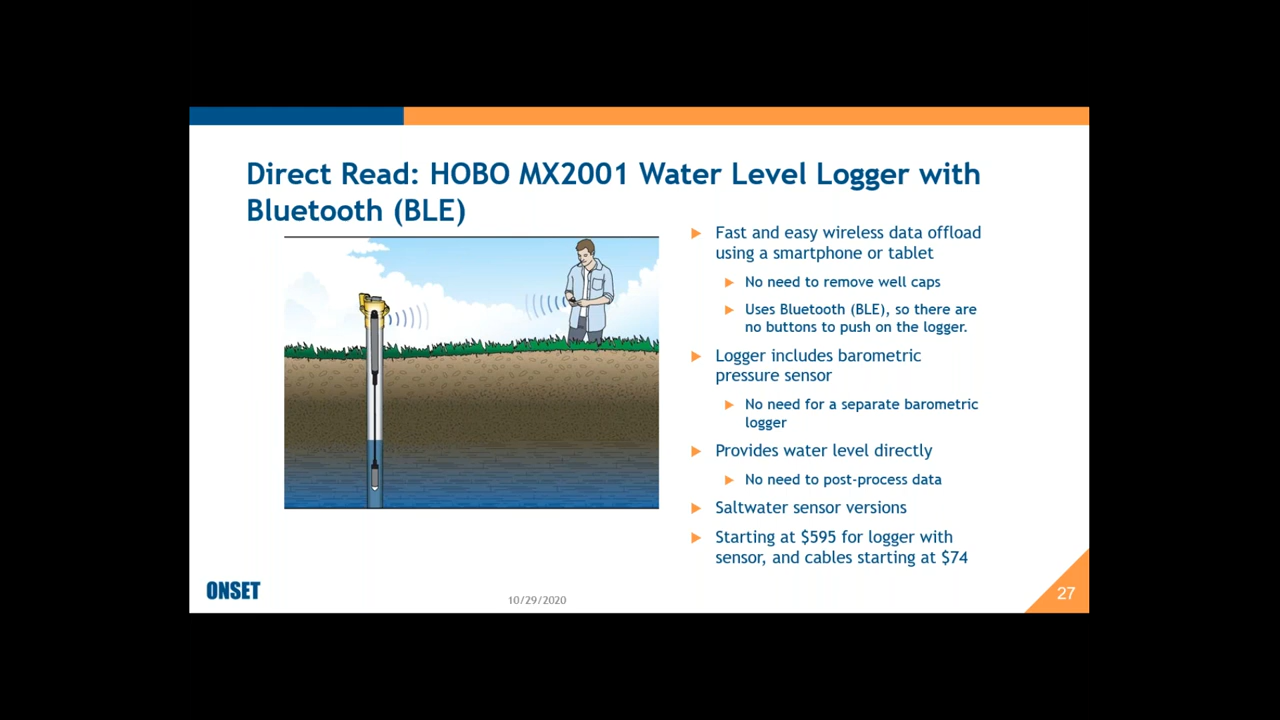 Direct Read: HOBO MX2001 Water Level Logger with
Bluetooth (BLE)
Fast and easy wireless data offload
using a smartphone or tablet
No need to remove well caps
Uses Bluetooth (BLE), so there are
no buttons to push on the logger.
Logger includes barometric
pressure sensor
No need for a separate barometric
logger
Provides water level directly
No need to post-process data
Saltwater sensor versions
Starting at $595 for logger with
sensor, and cables starting at $74
ONSET
10/29/2020
27